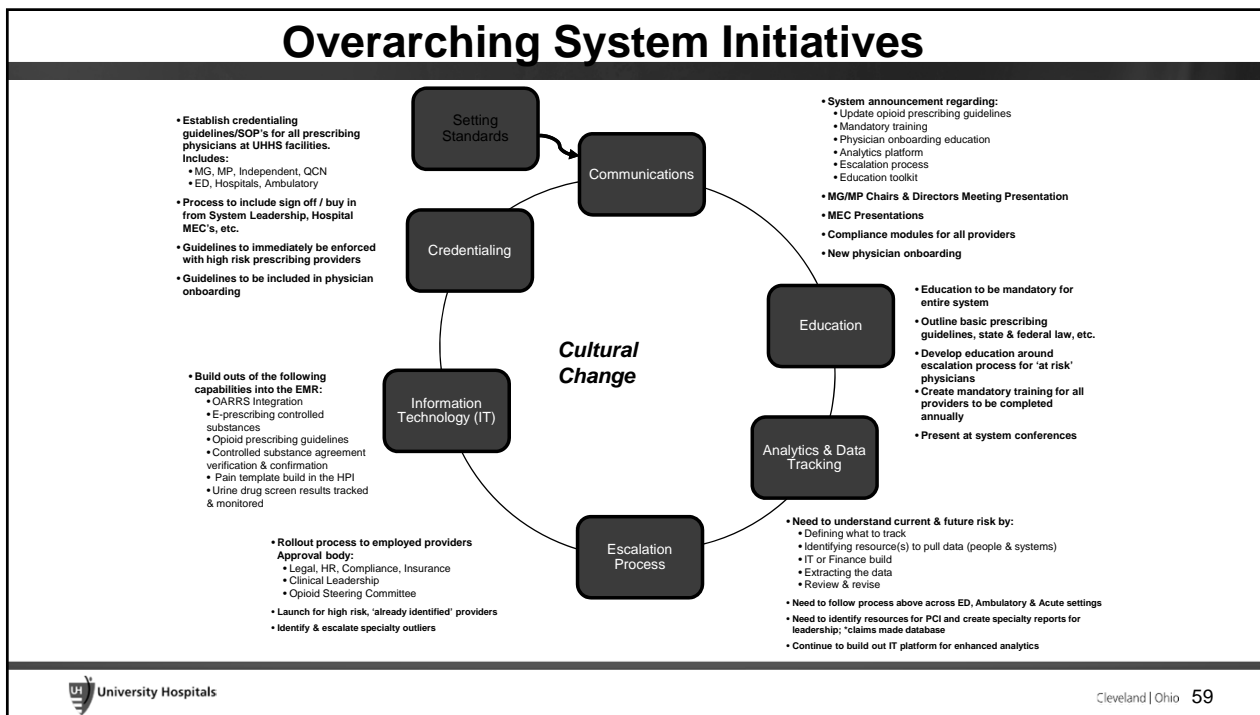 Overarching System Initiatives
• Establish credentialing
guidelines/SOP's for all prescribing
physicians at UHHS facilities.
Includes:
• MG, MP, Independent, QCN
• ED, Hospitals, Ambulatory
• Process to include sign off / buy in
from System Leadership, Hospital
MEC's, etc.
• Guidelines to immediately be enforced
with high risk prescribing providers
• Guidelines to be included in physician
onboarding
Setting
Standards
Communications
• System announcement regarding:
• Update opioid prescribing guidelines
• Mandatory training
• Physician onboarding education
• Analytics platform
• Escalation process
• Education toolkit
• MG/MP Chairs & Directors Meeting Presentation
• MEC Presentations
• Compliance modules for all providers
• New physician onboarding
Credentialing
Education
• Education to be mandatory for
entire system
• Outline basic prescribing
guidelines, state & federal law, etc.
• Develop education around
escalation process for 'at risk'
physicians
• Create mandatory training for all
providers to be completed
annually
• Present at system conferences
Cultural
Change
• Build outs of the following
capabilities into the EMR:
• OARRS Integration
• E-prescribing controlled
substances
• Opioid prescribing guidelines
• Controlled substance agreement
verification & confirmation
• Pain template build in the HPI
• Urine drug screen results tracked
& monitored
Information
Technology (IT)
Analytics & Data
Tracking
• Rollout process to employed providers
Approval body:
• Legal, HR, Compliance, Insurance
• Clinical Leadership
• Opioid Steering Committee
• Launch for high risk, 'already identified' providers
• Identify & escalate specialty outliers
Escalation
Process
• Need to understand current & future risk by:
• Defining what to track
• Identifying resource(s) to pull data (people & systems)
• IT or Finance build
• Extracting the data
• Review & revise
• Need to follow process above across ED, Ambulatory & Acute settings
• Need to identify resources for PCI and create specialty reports for
leadership; *claims made database
• Continue to build out IT platform for enhanced analytics
UH University Hospitals
Cleveland | Ohio 59